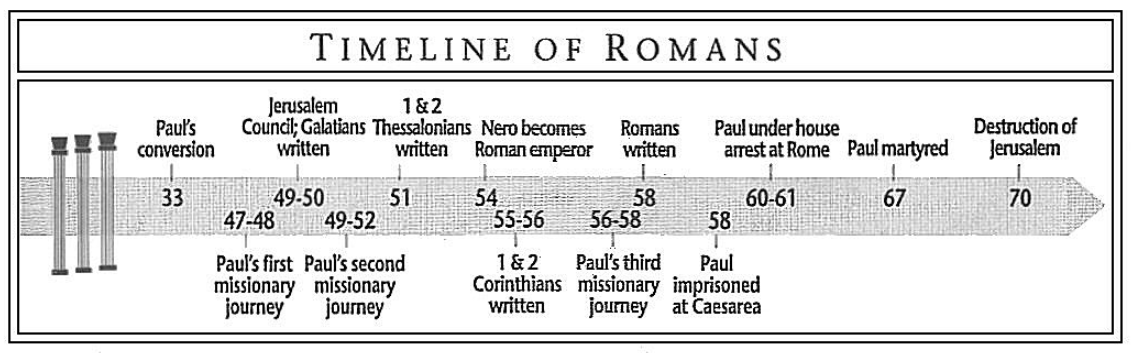 TIMELINE OF ROMANS
Paul's
conversion
33
47-48
Paul's first
missionary
journey
Jerusalem
Council; Galatians
written
49-50
49-52
Paul's second
missionary
journey
1 & 2
Thessalonians
written
51
Nero becomes
Roman emperor
54
55-56
1 & 2
Corinthians
written
56-58
Paul's third
missionary
journey
Romans
written
58
58
Paul
imprisoned
at Caesarea
Paul under house
arrest at Rome
60-61
Paul martyred
67
Destruction of
Jerusalem
70